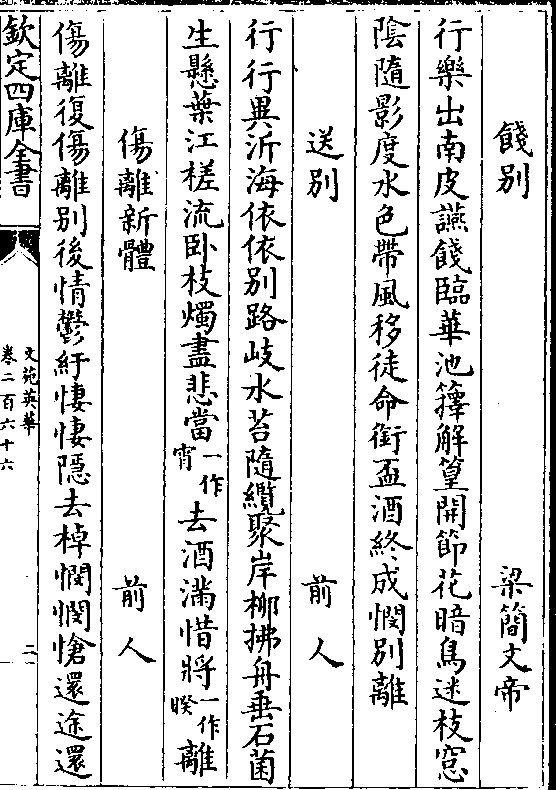 餞别　梁簡文帝
行樂出南皮讌餞臨華池籜解篁開節花暗鳥迷枝窓
陰隨影度水色帶風移徒命銜盃酒終成憫别離
送别　前人
行行異沂海依依别路岐水苔隨纜聚岸柳拂舟垂石菌
生懸葉江槎流卧枝燭盡悲當一作宵去酒滿惜將一作暌離
傷離新體　前人
傷離復傷離别後情鬱紆悽悽隱去棹憫憫愴還途還
欽定四庫全書
文苑英華
卷二百六十六
二